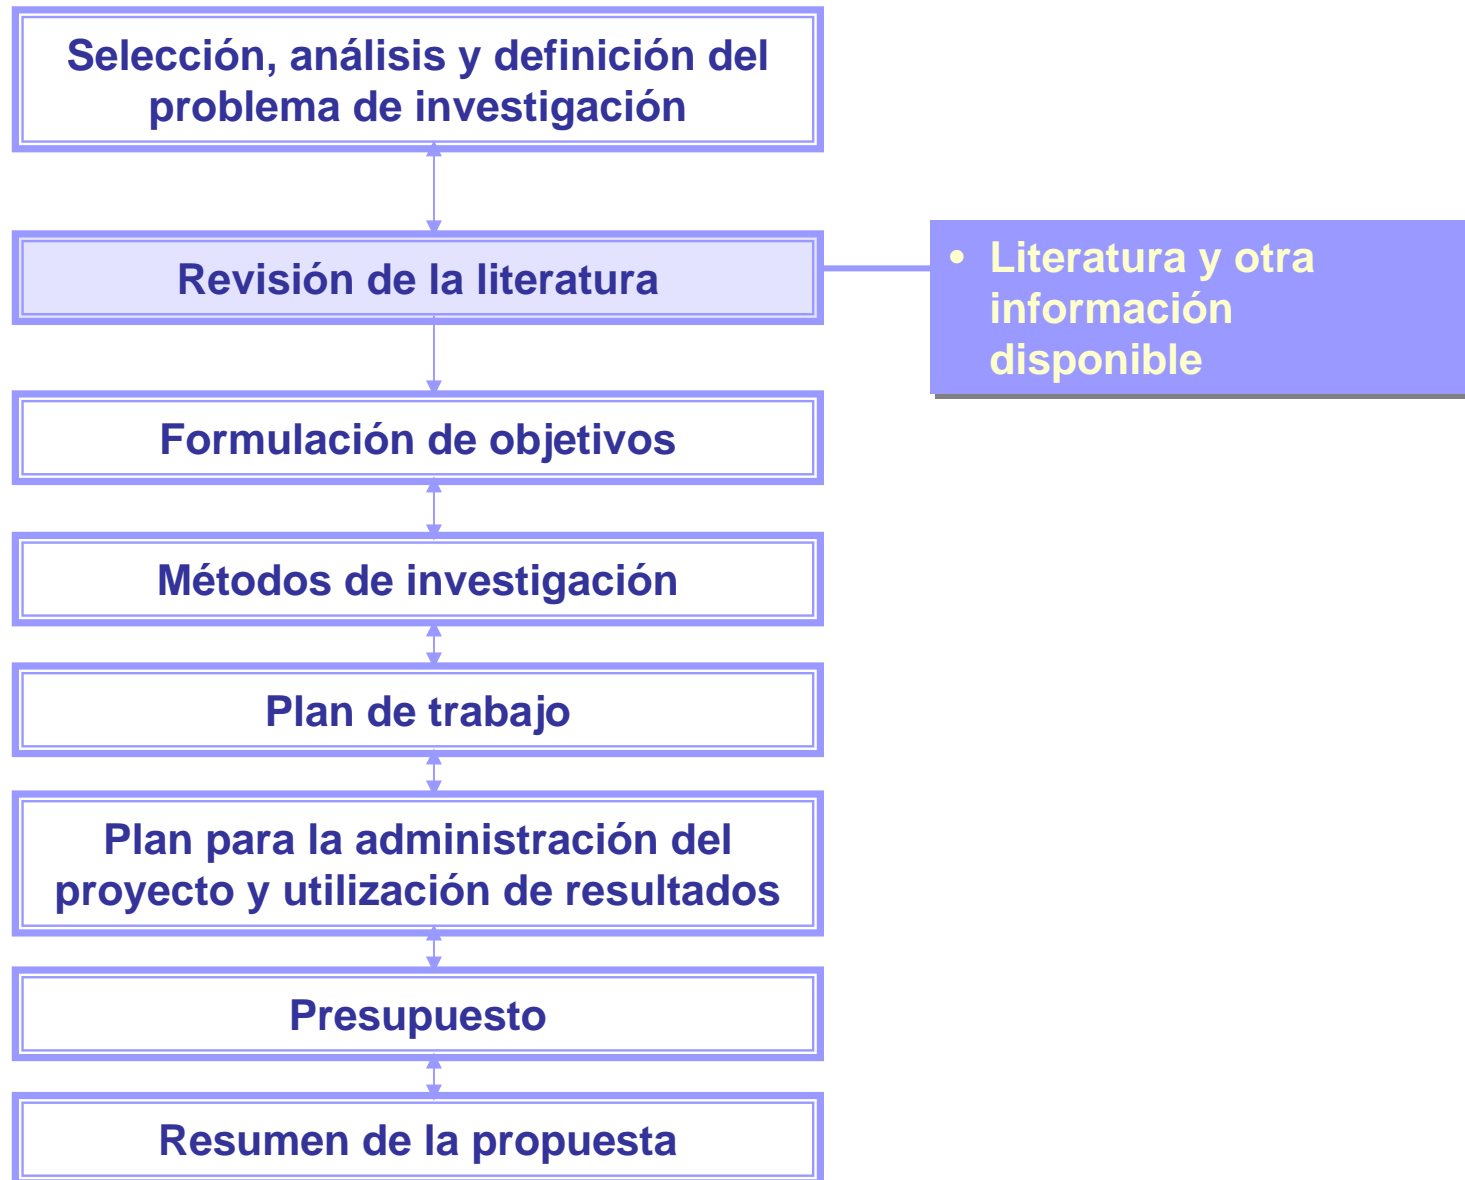 Selección, análisis y definición del
problema de investigación
Revisión de la literatura
• Literatura y otra
información
disponible
Formulación de objetivos
Métodos de investigación
Plan de trabajo
Plan para la administración del
proyecto y utilización de resultados
Presupuesto
Resumen de la propuesta